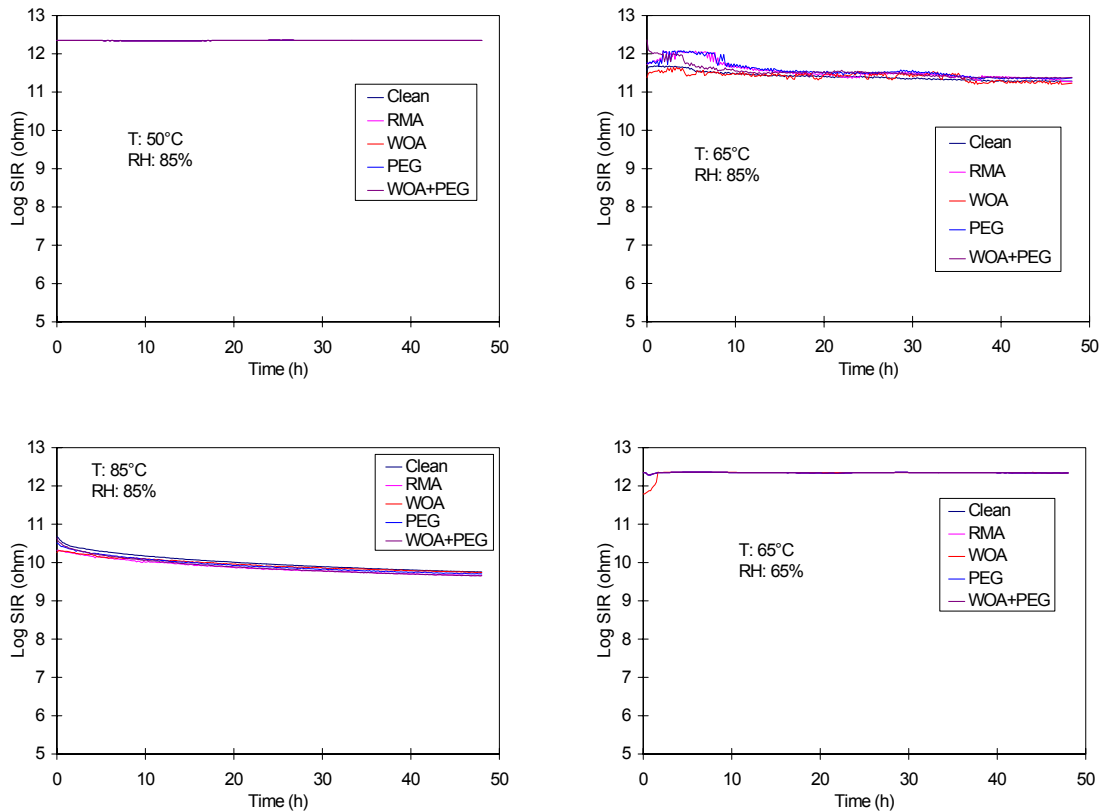 13
12
11
10
9
8
7
6
5
Log SIR (ohm)
T: 50°C
RH: 85%
Clean
RMA
WOA
PEG
WOA+PEG
0 10 20 30 40 50
Time (h)
13
12
11
10
9
8
7
6
5
Log SIR (ohm)
T: 65°C
RH: 85%
Clean
RMA
WOA
PEG
WOA+PEG
0 10 20 30 40 50
Time (h)
13
12
11
10
9
8
7
6
5
Log SIR (ohm)
T: 85°C
RH: 85%
Clean
RMA
WOA
PEG
WOA+PEG
0 10 20 30 40 50
Time (h)
13
12
11
10
9
8
7
6
5
Log SIR (ohm)
T: 65°C
RH: 65%
Clean
RMA
WOA
PEG
WOA+PEG
0 10 20 30 40 50
Time (h)